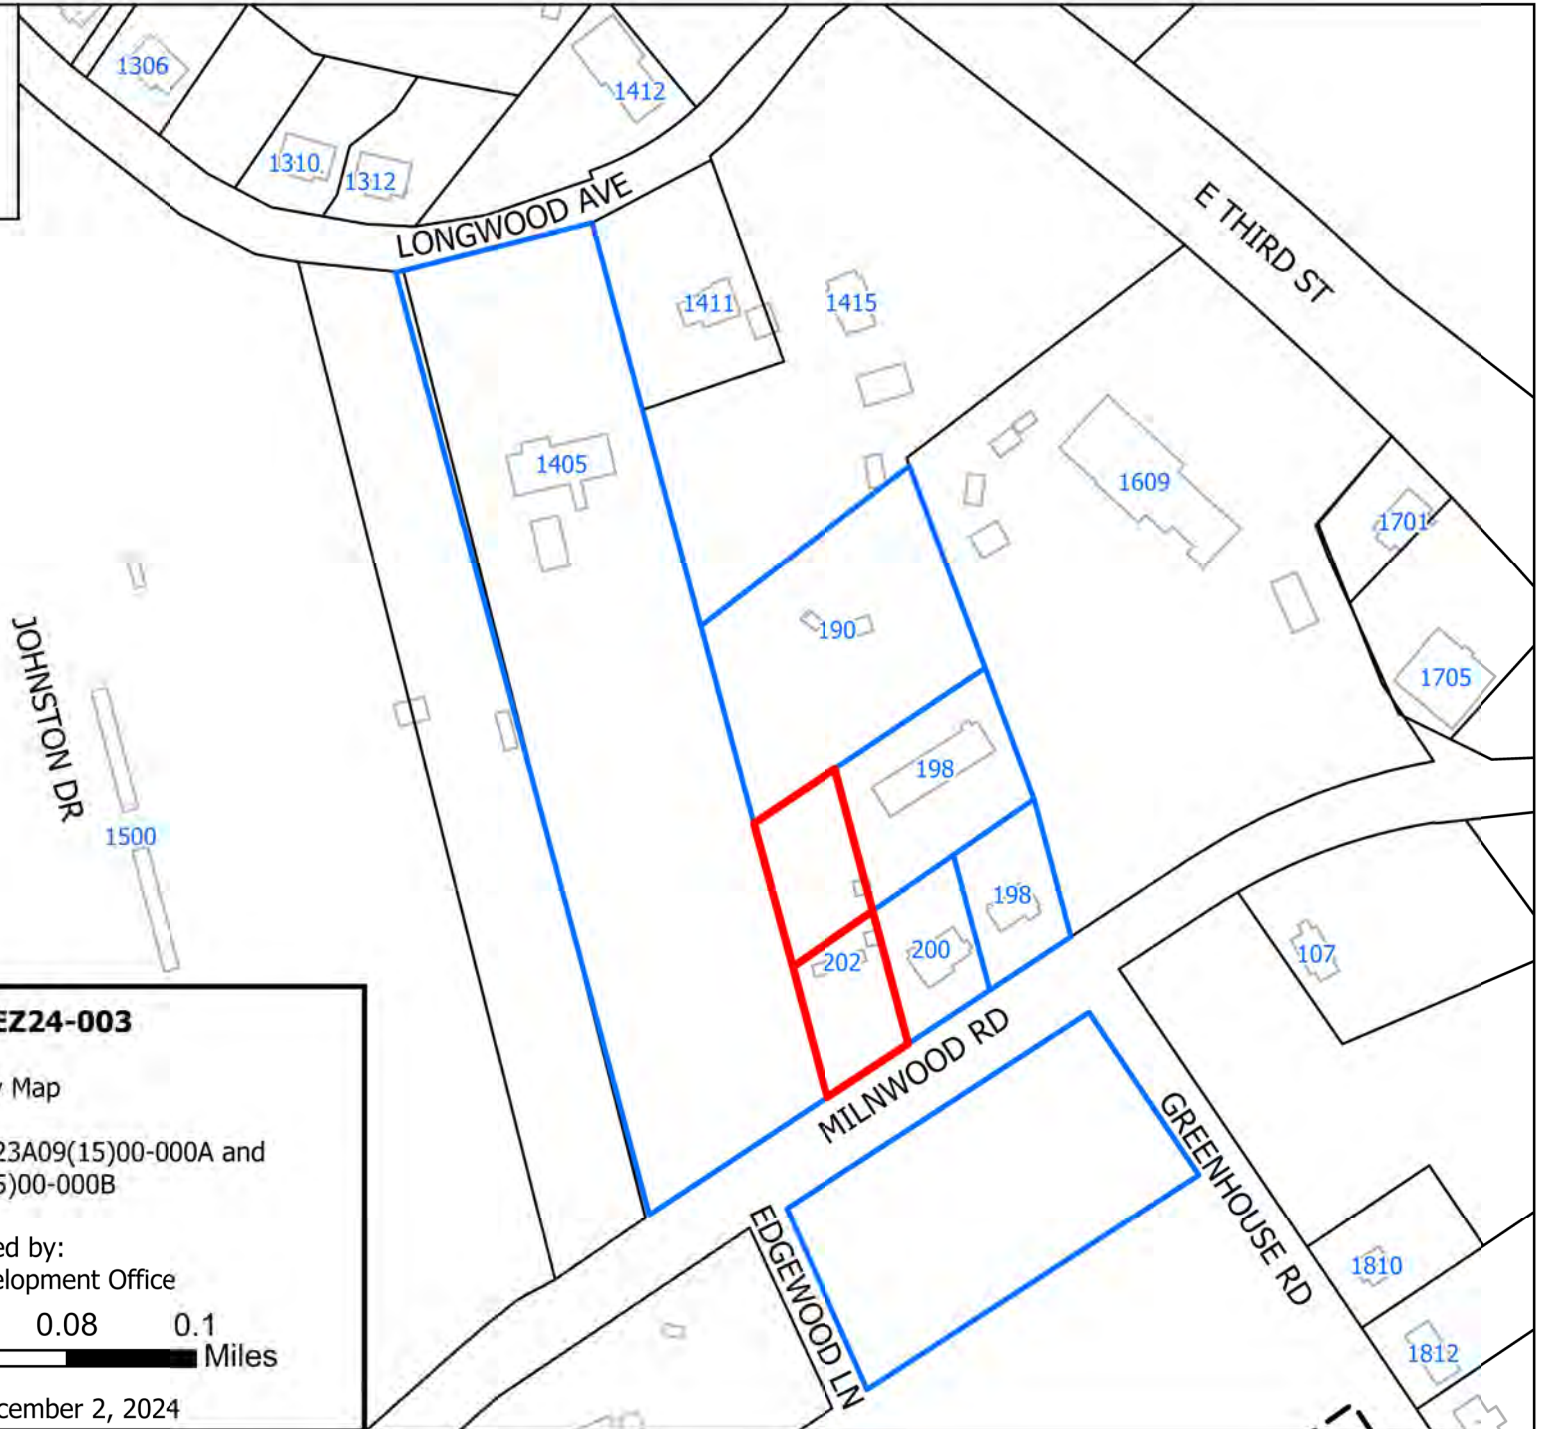 1306
1412
1310
1312
LONGWOOD AVE
E THIRD ST
1411
1415
1405
1609
1701
190
1705
JOHNSTON DR
198
1500
198
200
202
107
MILNWOOD RD
GREENHOUSE RD
EDGEWOOD LN
1810
1812
EZ24-003
Map
23A09(15)00-000A and
5)00-000B
ed by:
elopment Office
0.08 0.1
Miles
cember 2, 2024